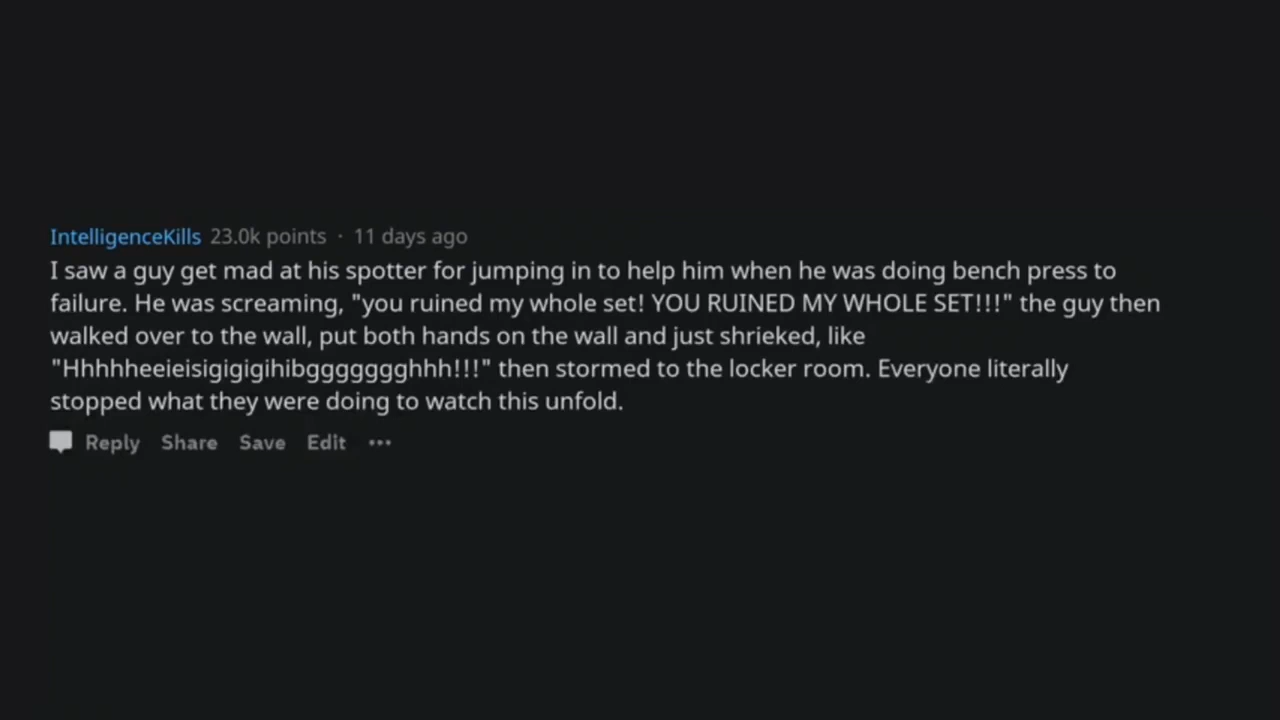 IntelligenceKills 23.0k points · 11 days ago
I saw a guy get mad at his spotter for jumping in to help him when he was doing bench press to
failure. He was screaming, "you ruined my whole set! YOU RUINED MY WHOLE SET!!!" the guy then
walked over to the wall, put both hands on the wall and just shrieked, like
"Hhhhheeieisigigigihibggggggghhh!!!" then stormed to the locker room. Everyone literally
stopped what they were doing to watch this unfold.
Reply Share Save Edit ···